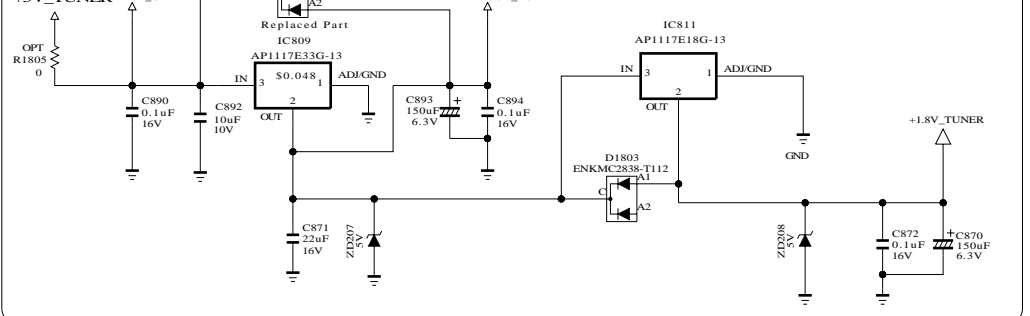 +5V_TUNER
A2
Replaced Part
OPT
R1805
0
IC809
AP1117E33G-13
IN
3
$0.048
1
ADJ/GND
2
OUT
C890
0.1uF
16V
C892
10uF
10V
C893
150uF
6.3V
+
C894
0.1uF
16V
IC811
AP1117E18G-13
IN
3
1
ADJ/GND
2
OUT
GND
+1.8V_TUNER
D1803
ENKMC2838-T112
A1
C
A2
C871
22uF
16V
ZD207
5V
ZD208
5V
C872
0.1uF
16V
+
C870
150uF
6.3V